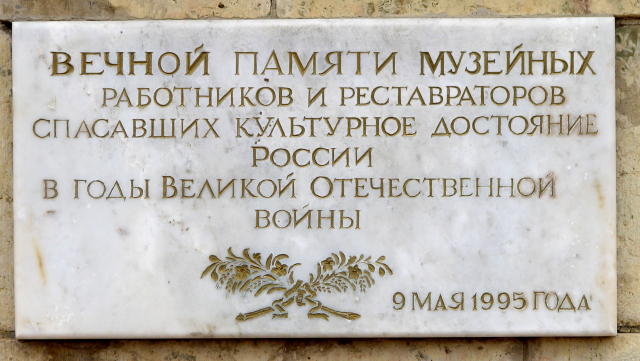 ВЕЧНОЙ ПАМЯТИ МУЗЕЙНЫХ
РАБОТНИКОВ И РЕСТАВРАТОРОВ
СПАСАВШИХ КУЛЬТУРНОЕ ДОСТОЯНИЕ
РОССИИ
В ГОДЫ ВЕЛИКОЙ ОТЕЧЕСТВЕННОЙ
ВОЙНЫ
9 МАЯ 1995 ГОДА